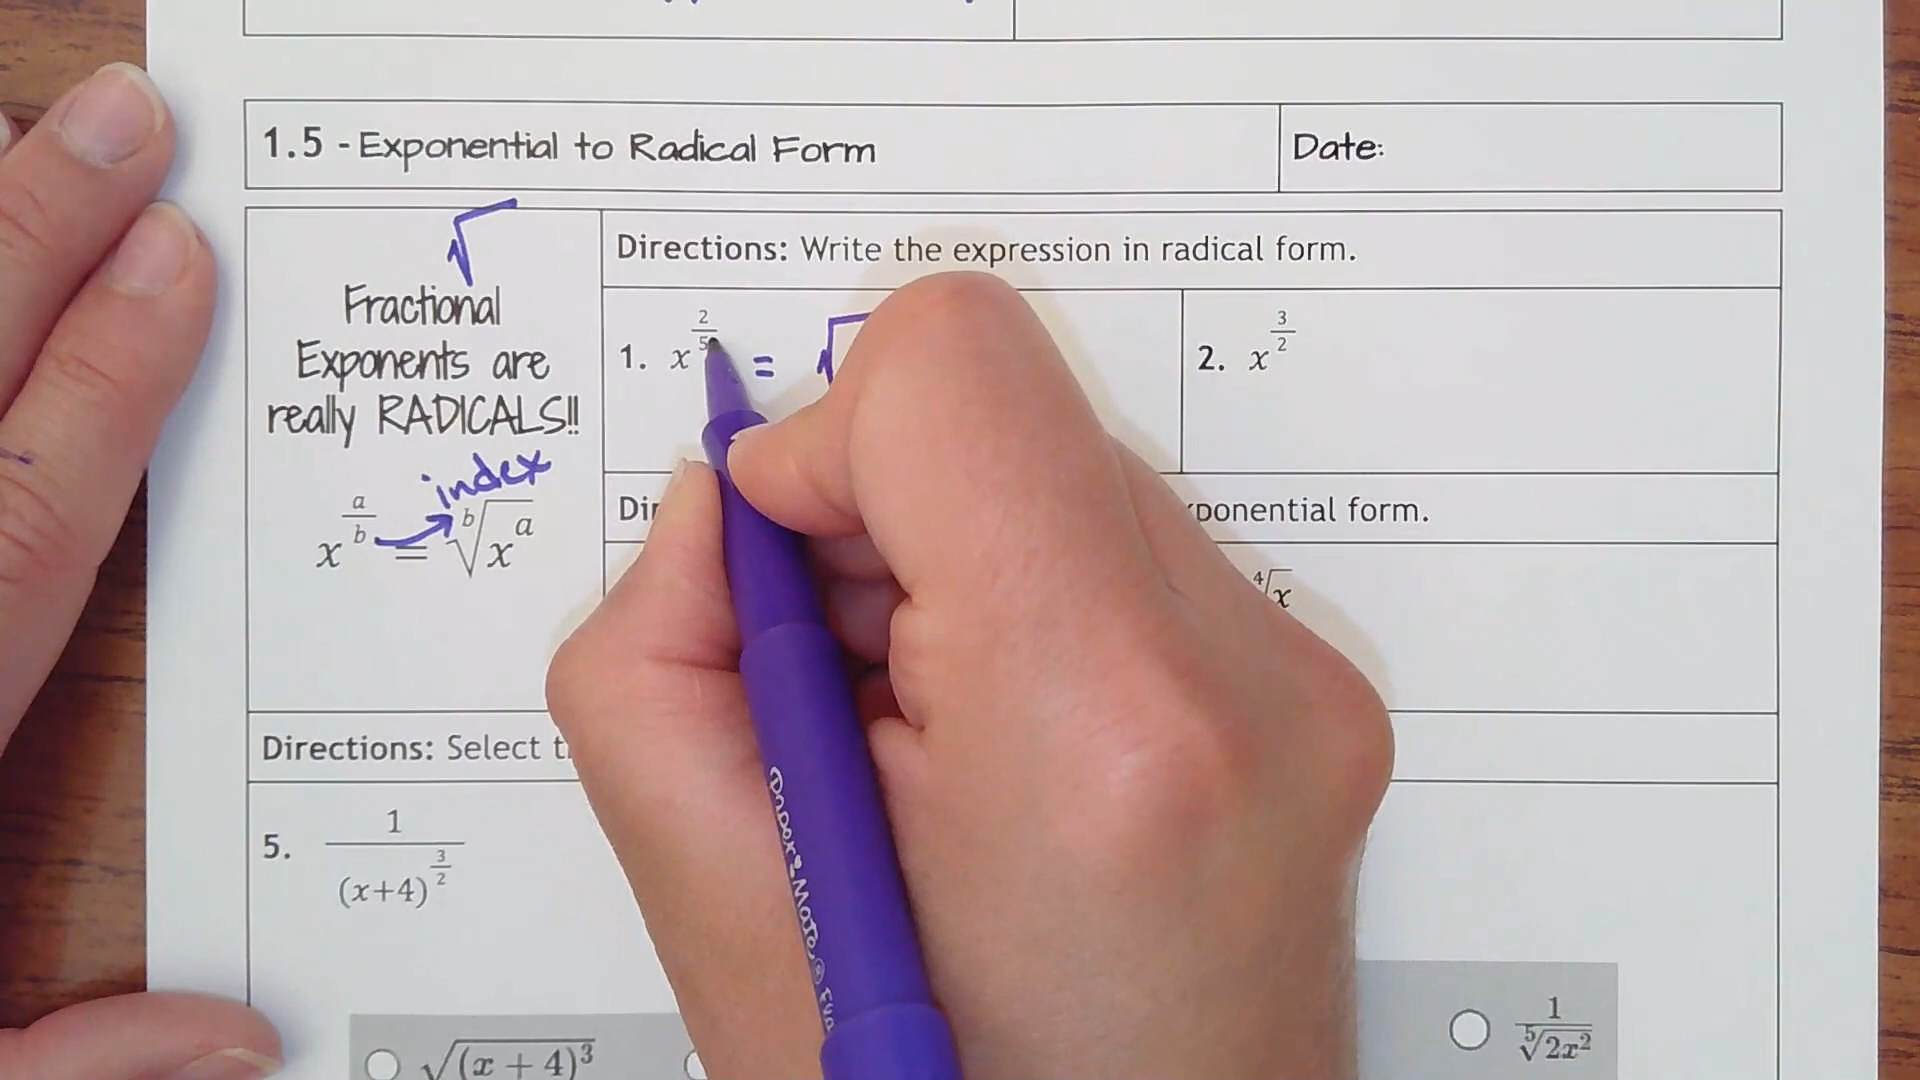 1.5 - Exponential to Radical Form
Date:
√
Fractional
Exponents are
really RADICALS!!
index
x^(a/b) = ᵇ√(x^a)
Directions: Write the expression in radical form.
1. x^(2/5) = √
2. x^(3/2)
ponential form.
⁴√x
Directions: Select
5. 1/(x+4)^(3/2)
√((x + 4)³)
1/⁵√(2x²)
Paper Mate®